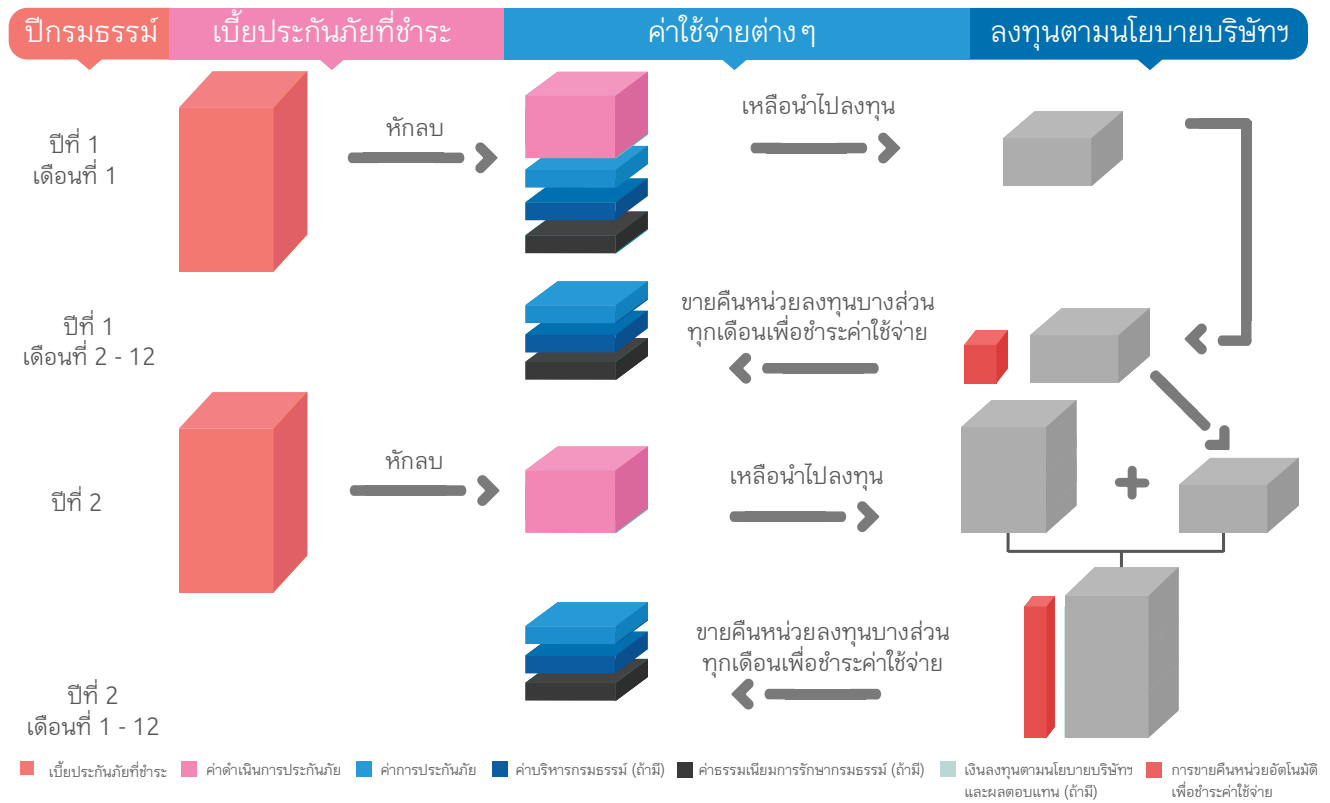 ปีกรมธรรม์
เบี้ยประกันภัยที่ชำระ
ค่าใช้จ่ายต่าง ๆ
ลงทุนตามนโยบายบริษัทฯ
ปีที่ 1
เดือนที่ 1
หักลบ
เหลือนำไปลงทุน
ปีที่ 1
เดือนที่ 2 - 12
ขายคืนหน่วยลงทุนบางส่วน
ทุกเดือนเพื่อชำระค่าใช้จ่าย
ปีที่ 2
หักลบ
เหลือนำไปลงทุน
ปีที่ 2
เดือนที่ 1 - 12
ขายคืนหน่วยลงทุนบางส่วน
ทุกเดือนเพื่อชำระค่าใช้จ่าย
เบี้ยประกันภัยที่ชำระ
ค่าดำเนินการประกันภัย
ค่าการประกันภัย
ค่าบริหารกรมธรรม์ (ถ้ามี)
ค่าธรรมเนียมการรักษากรมธรรม์ (ถ้ามี)
เงินลงทุนตามนโยบายบริษัทฯ
และผลตอบแทน (ถ้ามี)
การขายคืนหน่วยอัตโนมัติ
เพื่อชำระค่าใช้จ่าย